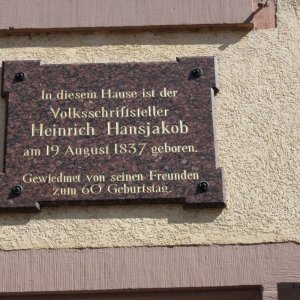 In diesem Hause ist der
Volksschriftsteller
Heinrich Hansjakob
am 19 August 1837 geboren.
Gewiedmet von seinen Freunden
zum 60 Geburtstag.